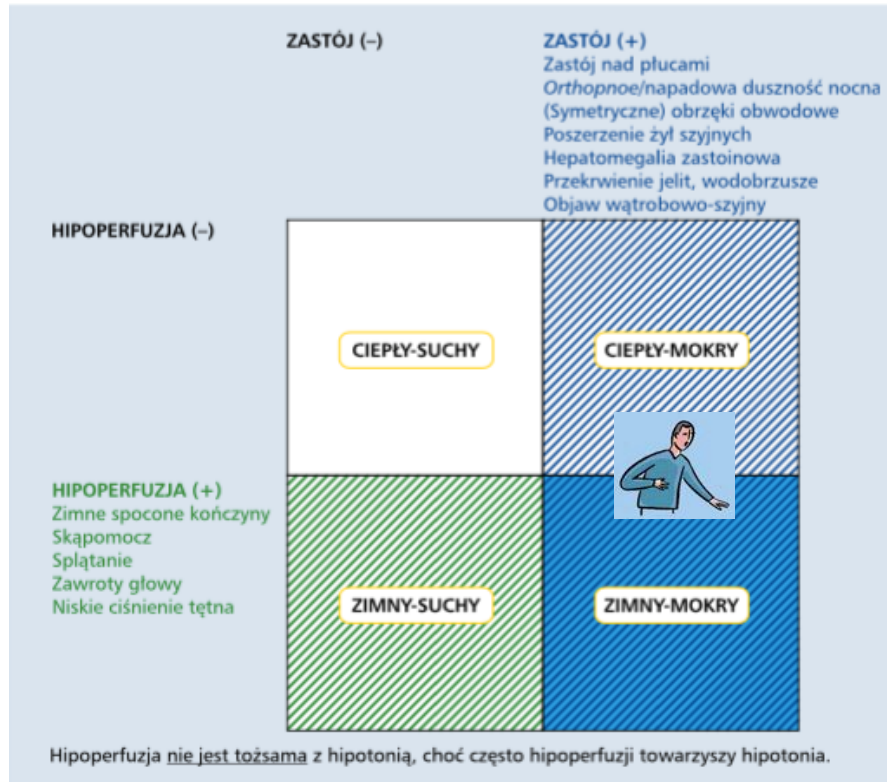 ZASTÓJ (–)
ZASTÓJ (+)
Zastój nad płucami
Orthopnoe/napadowa duszność nocna
(Symetryczne) obrzęki obwodowe
Poszerzenie żył szyjnych
Hepatomegalia zastoinowa
Przekrwienie jelit, wodobrzusze
Objaw wątrobowo-szyjny
HIPOPERFUZJA (–)
CIEPŁY-SUCHY
CIEPŁY-MOKRY
HIPOPERFUZJA (+)
Zimne spocone kończyny
Skąpomocz
Splątanie
Zawroty głowy
Niskie ciśnienie tętna
ZIMNY-SUCHY
ZIMNY-MOKRY
Hipoperfuzja nie jest tożsama z hipotonią, choć często hipoperfuzji towarzyszy hipotonia.